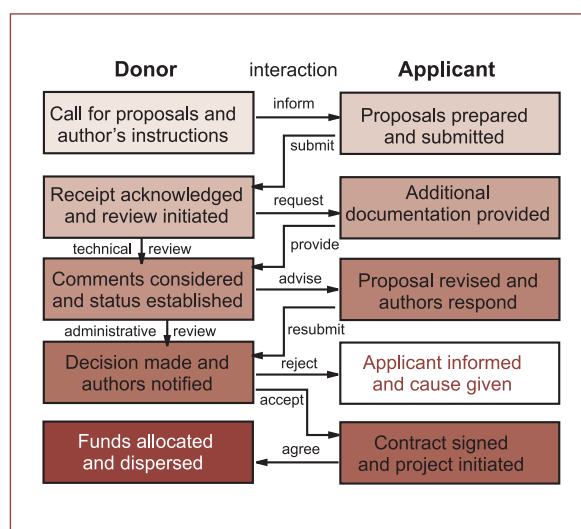 Donor interaction Applicant
Call for proposals and
author's instructions
inform
Proposals prepared
and submitted
submit
Receipt acknowledged
and review initiated
request
Additional
documentation provided
technical review
provide
Comments considered
and status established
advise
Proposal revised and
authors respond
administrative review
resubmit
Decision made and
authors notified
reject
Applicant informed
and cause given
accept
Funds allocated
and dispersed
agree
Contract signed
and project initiated